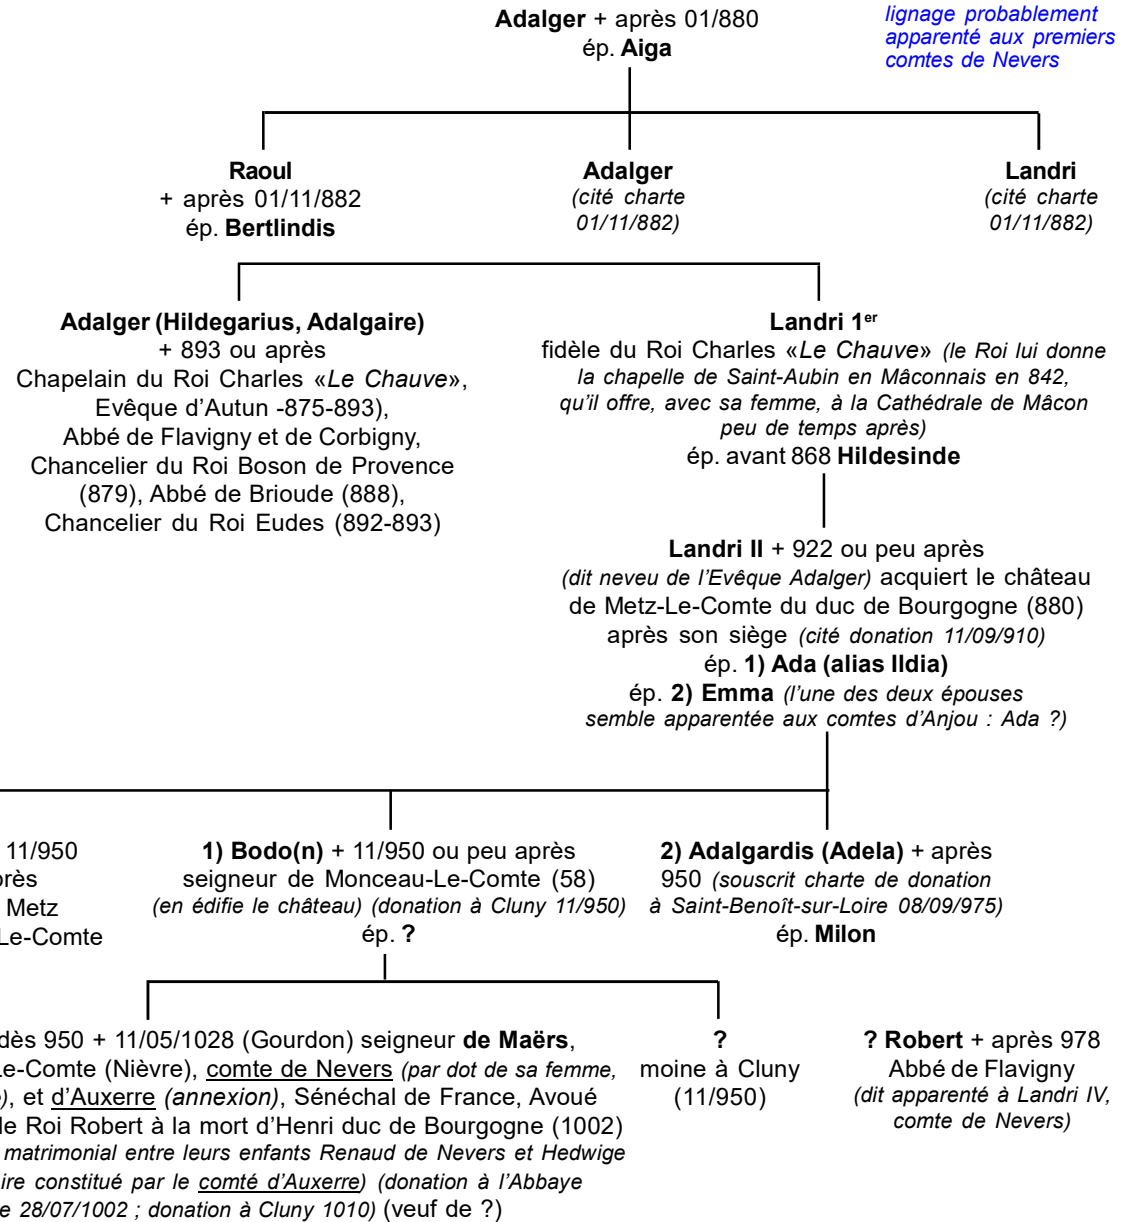 Adalger + après 01/880
ép. Aiga
lignage probablement
apparenté aux premiers
comtes de Nevers
Raoul
+ après 01/11/882
ép. Bertlindis
Adalger
(cité charte
01/11/882)
Landri
(cité charte
01/11/882)
Adalger (Hildegarius, Adalgaire)
+ 893 ou après
Chapelain du Roi Charles «Le Chauve»,
Evêque d'Autun -875-893),
Abbé de Flavigny et de Corbigny,
Chancelier du Roi Boson de Provence
(879), Abbé de Brioude (888),
Chancelier du Roi Eudes (892-893)
Landri 1er
fidèle du Roi Charles «Le Chauve» (le Roi lui donne
la chapelle de Saint-Aubin en Mâconnais en 842,
qu'il offre, avec sa femme, à la Cathédrale de Mâcon
peu de temps après)
ép. avant 868 Hildesinde
Landri II + 922 ou peu après
(dit neveu de l'Evêque Adalger) acquiert le château
de Metz-Le-Comte du duc de Bourgogne (880)
après son siège (cité donation 11/09/910)
ép. 1) Ada (alias Ildia)
ép. 2) Emma (l'une des deux épouses
semble apparentée aux comtes d'Anjou : Ada ?)
11/950
rès
Metz
Le-Comte
1) Bodo(n) + 11/950 ou peu après
seigneur de Monceau-Le-Comte (58)
(en édifie le château) (donation à Cluny 11/950)
ép. ?
2) Adalgardis (Adela) + après
950 (souscrit charte de donation
à Saint-Benoît-sur-Loire 08/09/975)
ép. Milon
dès 950 + 11/05/1028 (Gourdon) seigneur de Maërs,
Le-Comte (Nièvre), comte de Nevers (par dot de sa femme,
), et d'Auxerre (annexion), Sénéchal de France, Avoué
le Roi Robert à la mort d'Henri duc de Bourgogne (1002)
matrimonial entre leurs enfants Renaud de Nevers et Hedwige
ire constitué par le comté d'Auxerre) (donation à l'Abbaye
e 28/07/1002 ; donation à Cluny 1010) (veuf de ?)
?
moine à Cluny
(11/950)
? Robert + après 978
Abbé de Flavigny
(dit apparenté à Landri IV,
comte de Nevers)